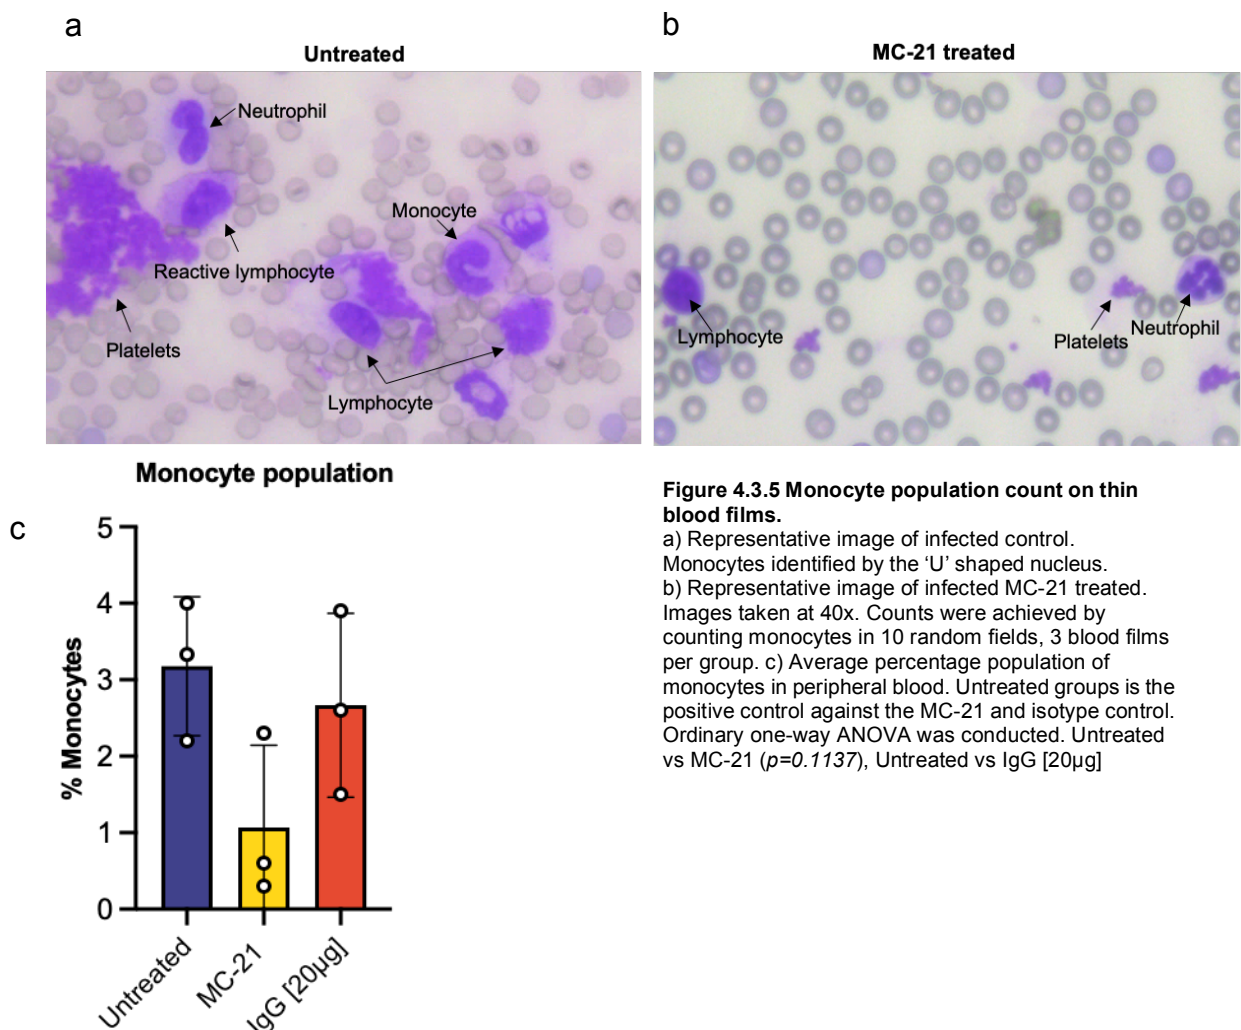 a
Untreated
Neutrophil
Monocyte
Reactive lymphocyte
Platelets
Lymphocyte
b
MC-21 treated
Lymphocyte
Platelets
Neutrophil
c
Monocyte population
% Monocytes
5
4
3
2
1
0
Untreated
MC-21
IgG [20µg]
Figure 4.3.5 Monocyte population count on thin
blood films.
a) Representative image of infected control.
Monocytes identified by the ‘U’ shaped nucleus.
b) Representative image of infected MC-21 treated.
Images taken at 40x. Counts were achieved by
counting monocytes in 10 random fields, 3 blood films
per group. c) Average percentage population of
monocytes in peripheral blood. Untreated groups is the
positive control against the MC-21 and isotype control.
Ordinary one-way ANOVA was conducted. Untreated
vs MC-21 (p=0.1137), Untreated vs IgG [20µg]